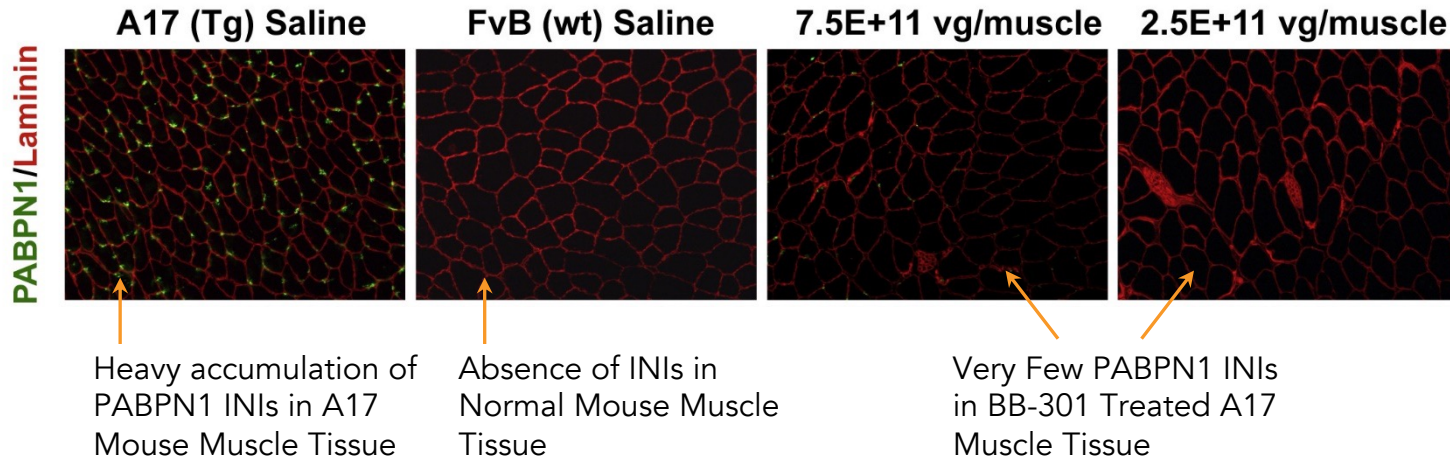 A17 (Tg) Saline
FvB (wt) Saline
7.5E+11 vg/muscle
2.5E+11 vg/muscle
PABPN1/Laminin
Heavy accumulation of
PABPN1 INIs in A17
Mouse Muscle Tissue
Absence of INIs in
Normal Mouse Muscle
Tissue
Very Few PABPN1 INIs
in BB-301 Treated A17
Muscle Tissue